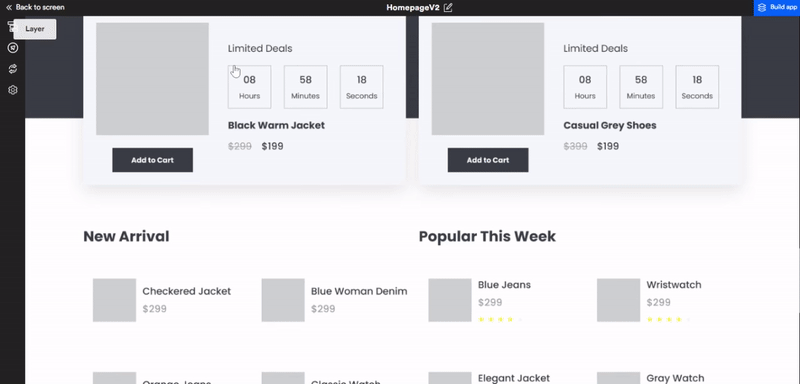 Back to screen
HomepageV2
Build app
Layer
Limited Deals
08 58 18
Hours Minutes Seconds
Black Warm Jacket
$299 $199
Add to Cart
Limited Deals
08 58 18
Hours Minutes Seconds
Casual Grey Shoes
$399 $199
Add to Cart
New Arrival
Popular This Week
Checkered Jacket
$299
Blue Woman Denim
$299
Blue Jeans
$299
Wristwatch
$299
Orange Jeans
Classic Watch
Elegant Jacket
$299
Gray Watch
$299